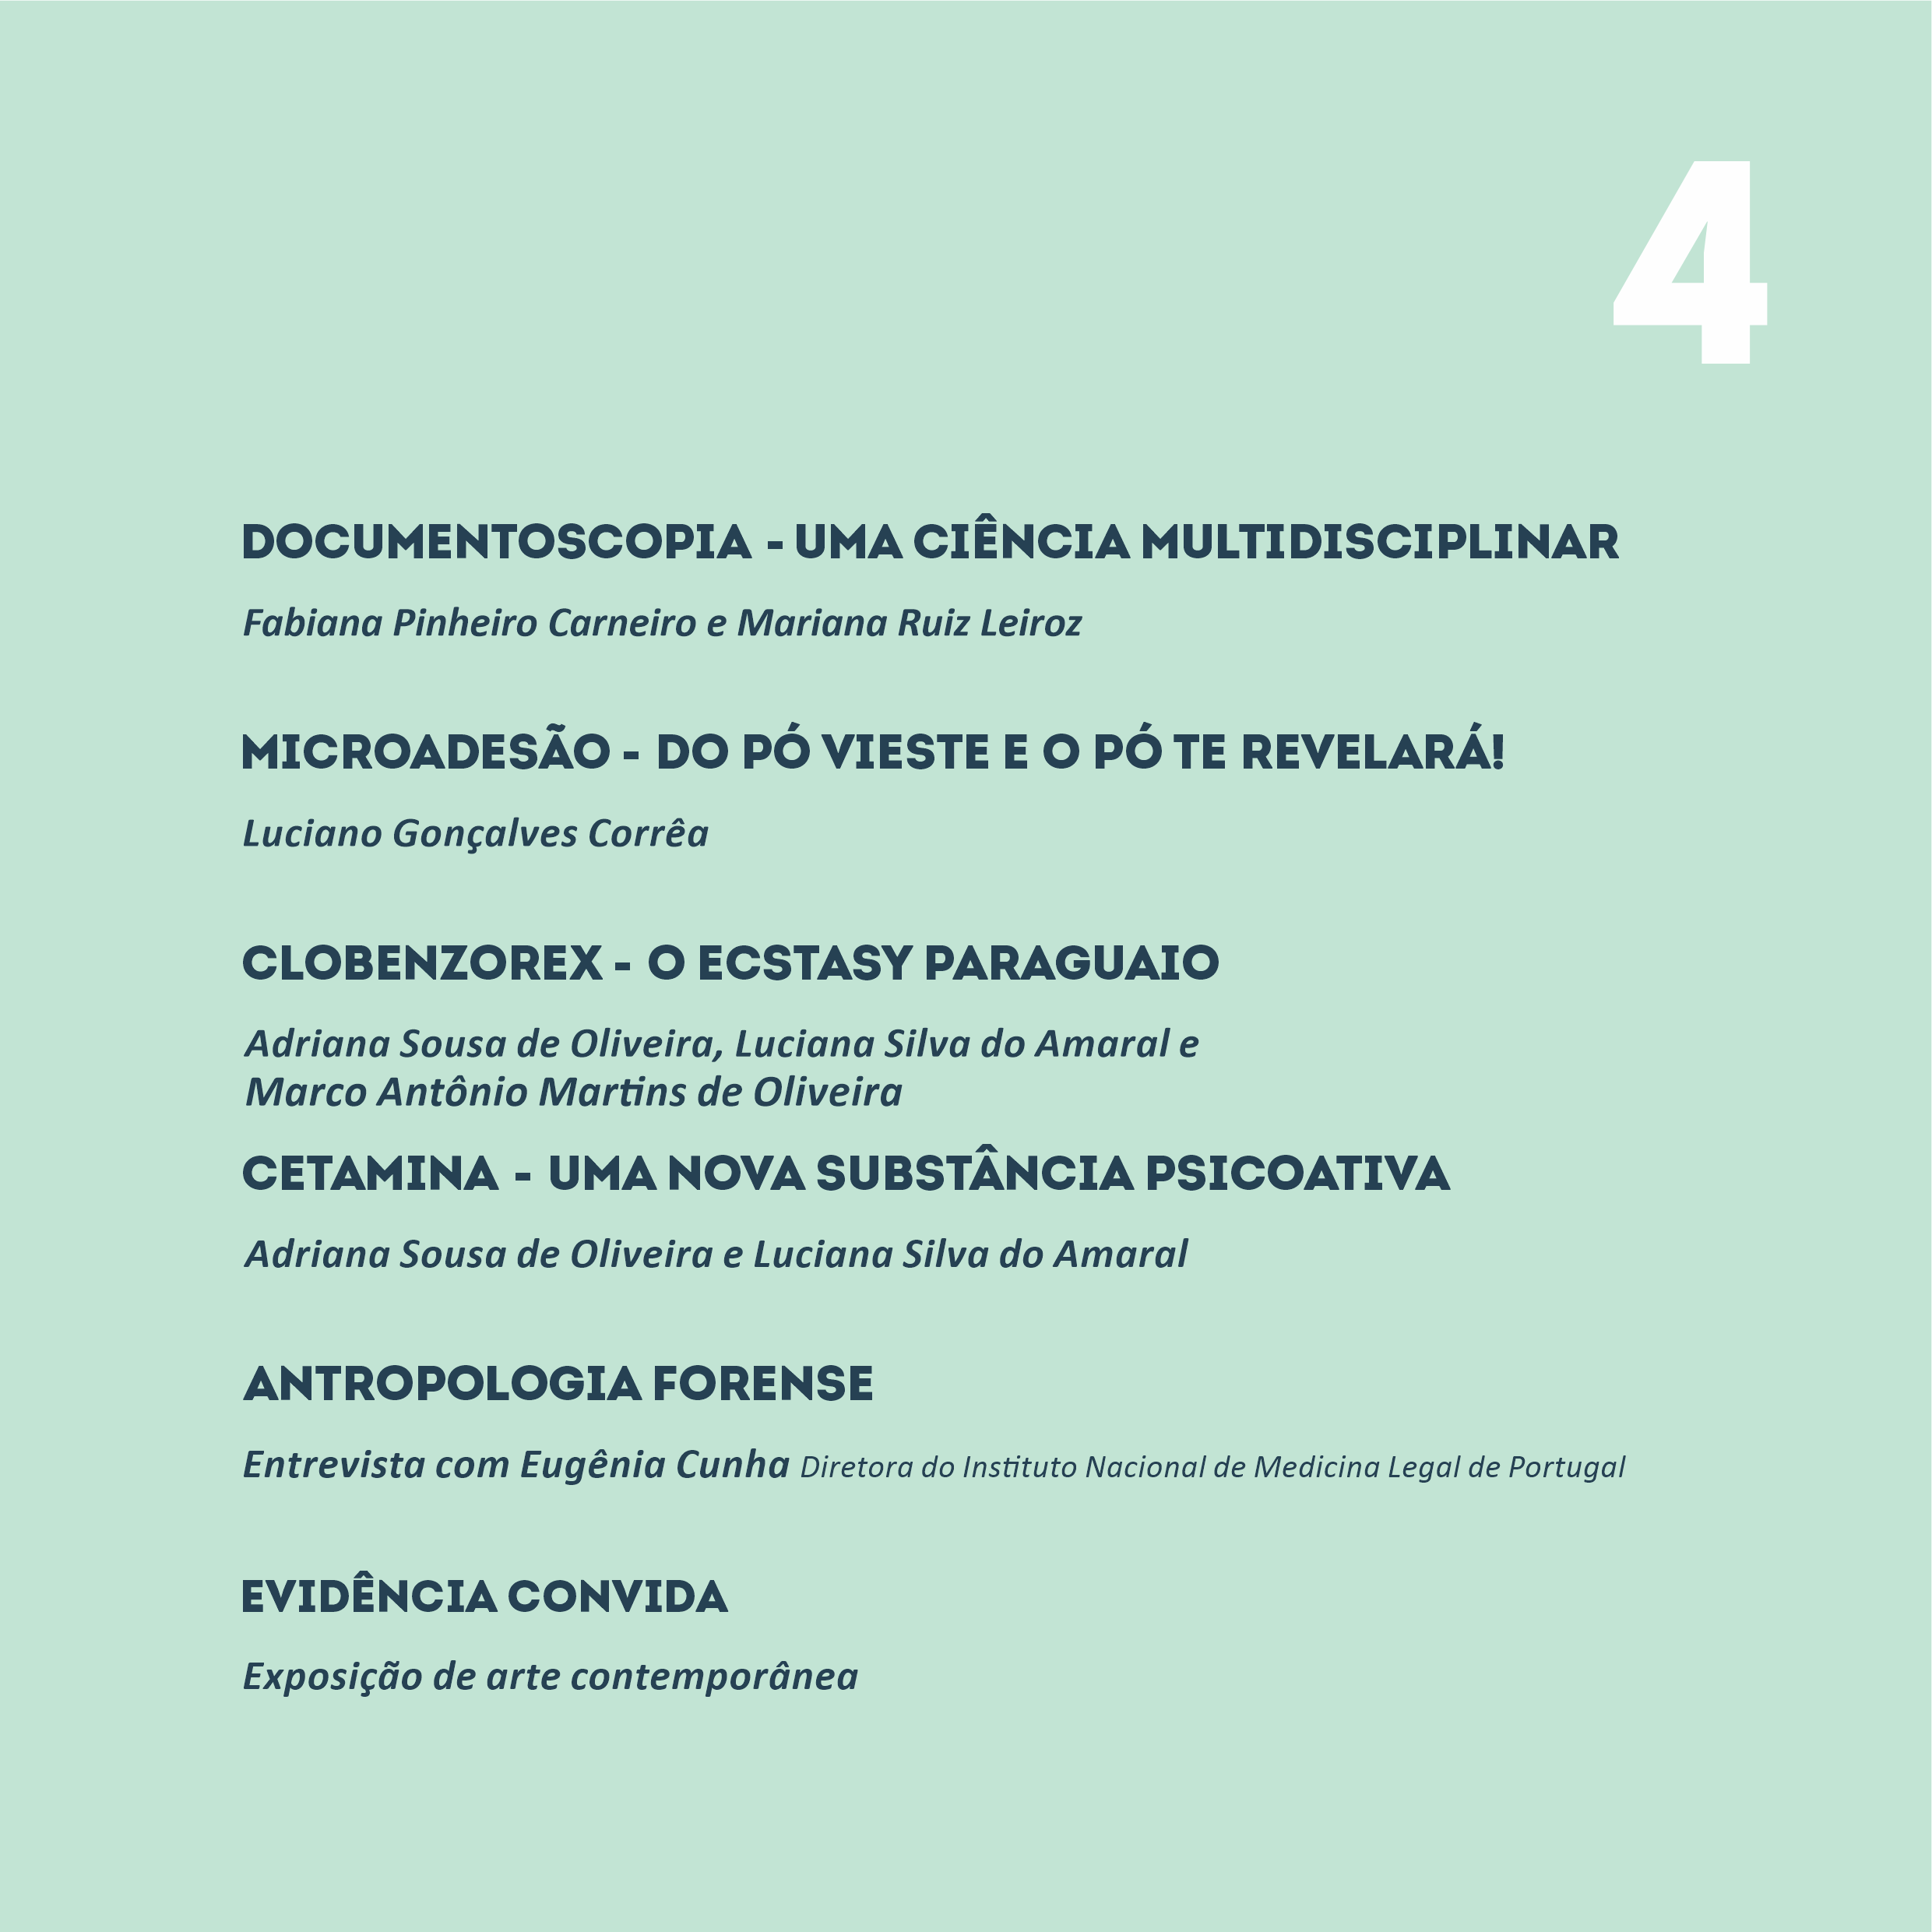 4
DOCUMENTOSCOPIA - UMA CIÊNCIA MULTIDISCIPLINAR
Fabiana Pinheiro Carneiro e Mariana Ruiz Leiroz
MICROADESÃO - DO PÓ VIESTE E O PÓ TE REVELARÁ!
Luciano Gonçalves Corrêa
CLOBENZOREX - O ECSTASY PARAGUAIO
Adriana Sousa de Oliveira, Luciana Silva do Amaral e
Marco Antônio Martins de Oliveira
CETAMINA - UMA NOVA SUBSTÂNCIA PSICOATIVA
Adriana Sousa de Oliveira e Luciana Silva do Amaral
ANTROPOLOGIA FORENSE
Entrevista com Eugênia Cunha Diretora do Instituto Nacional de Medicina Legal de Portugal
EVIDÊNCIA CONVIDA
Exposição de arte contemporânea